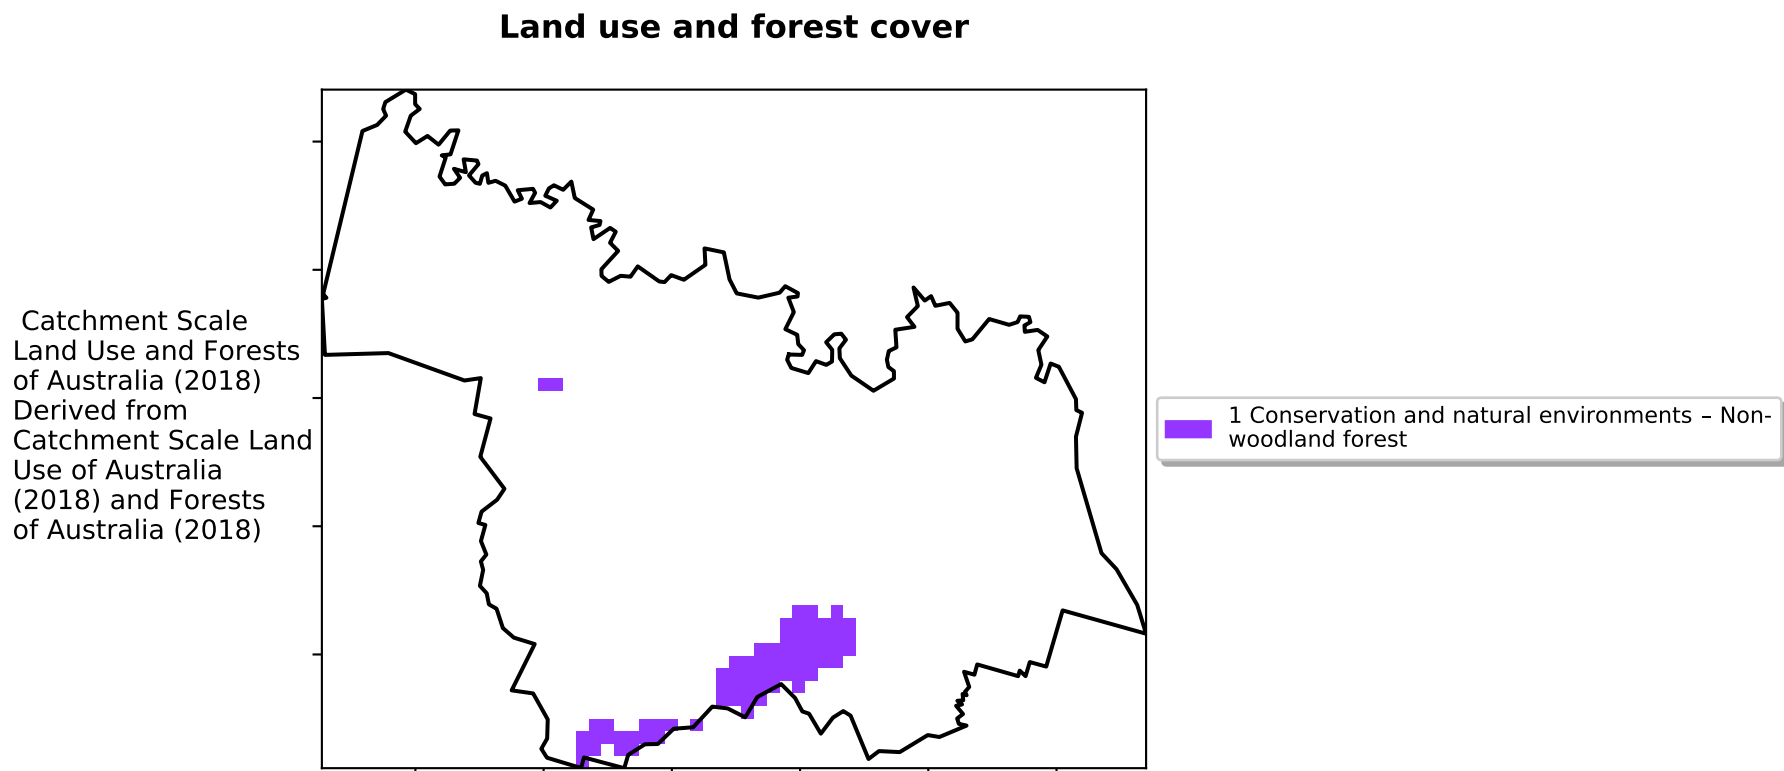 Land use and forest cover
Catchment Scale
Land Use and Forests
of Australia (2018)
Derived from
Catchment Scale Land
Use of Australia
(2018) and Forests
of Australia (2018)
1 Conservation and natural environments – Non-
woodland forest